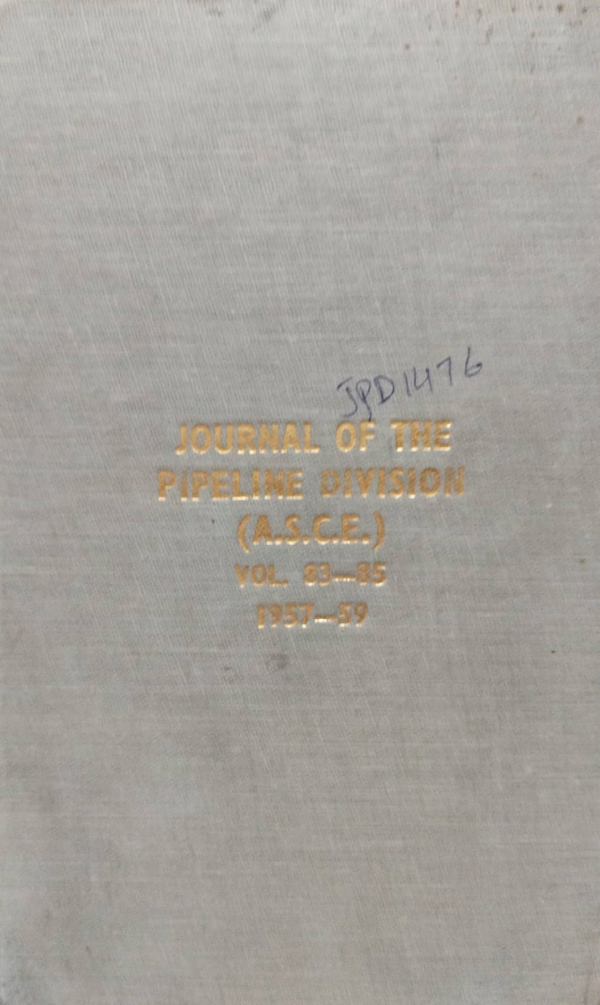 JPD1476
JOURNAL OF THE
PIPELINE DIVISION
(A.S.C.E.)
VOL. 83—85
1957—59